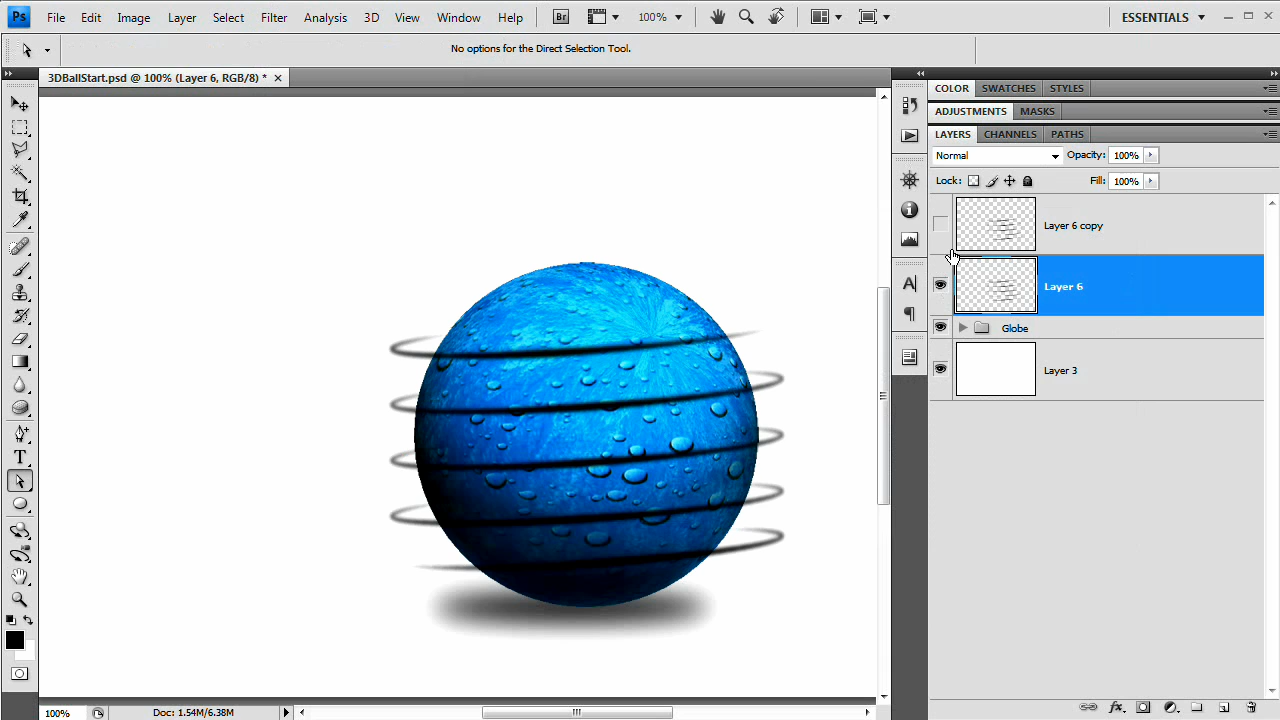 Ps File Edit Image Layer Select Filter Analysis 3D View Window Help Br 100% ESSENTIALS
No options for the Direct Selection Tool.
3DBallStart.psd @ 100% (Layer 6, RGB/8) *
COLOR SWATCHES STYLES
ADJUSTMENTS MASKS
LAYERS CHANNELS PATHS
Normal Opacity: 100%
Lock: Fill: 100%
Layer 6 copy
Layer 6
Globe
Layer 3
100% Doc: 1.54M/6.38M